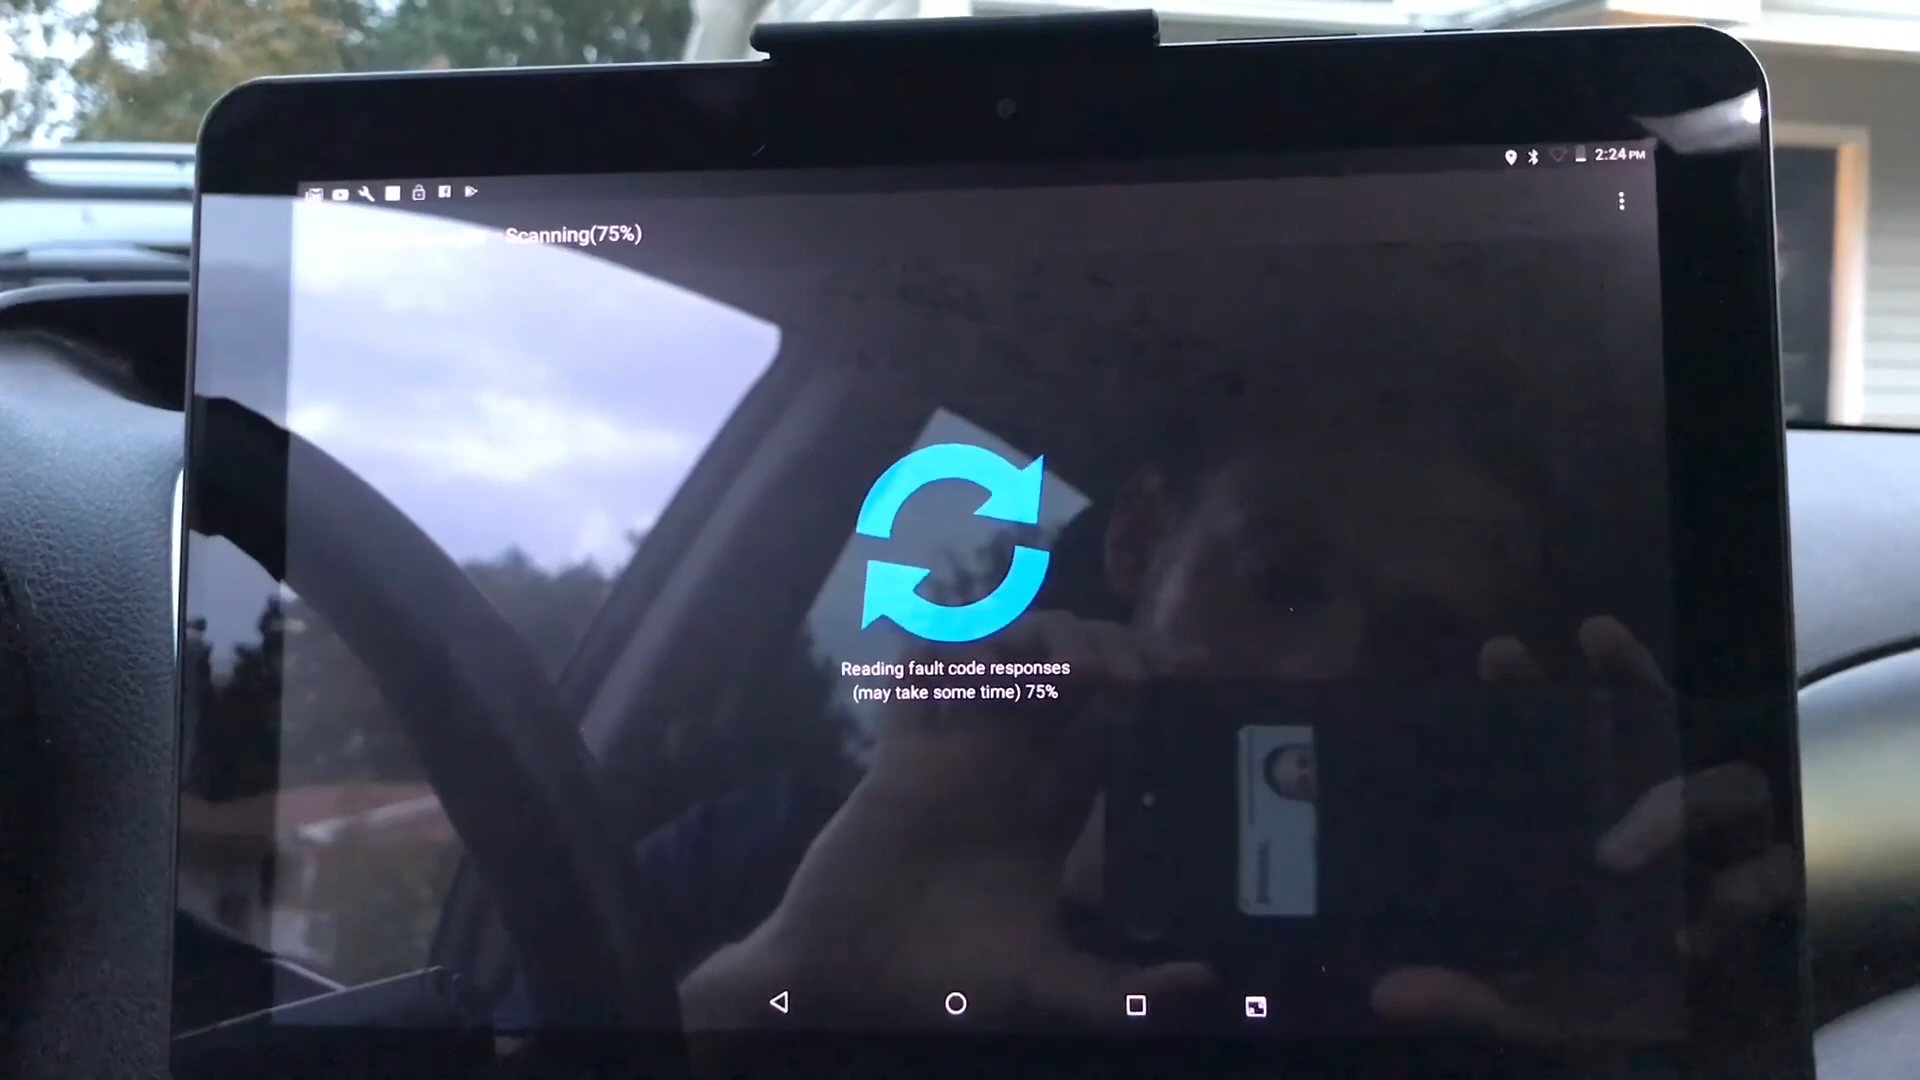 2:24 PM
Scanning(75%)
Reading fault code responses
(may take some time) 75%